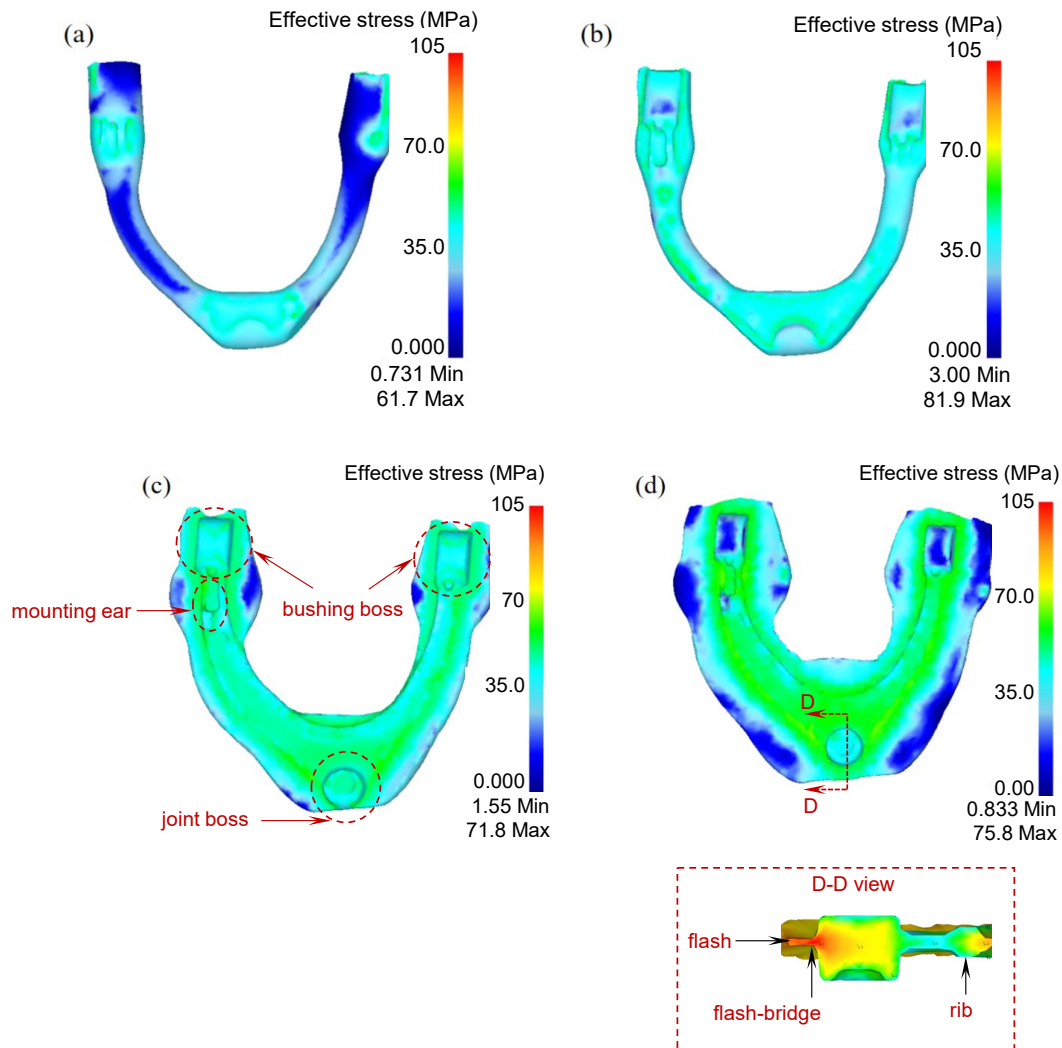 Effective stress (MPa)
(a)
105
70.0
35.0
0.000
0.731 Min
61.7 Max
Effective stress (MPa)
(b)
105
70.0
35.0
0.000
3.00 Min
81.9 Max
Effective stress (MPa)
(c)
105
70
35.0
0.000
1.55 Min
71.8 Max
mounting ear
bushing boss
joint boss
Effective stress (MPa)
(d)
105
70.0
35.0
0.00
0.833 Min
75.8 Max
D
D
D-D view
flash
flash-bridge
rib